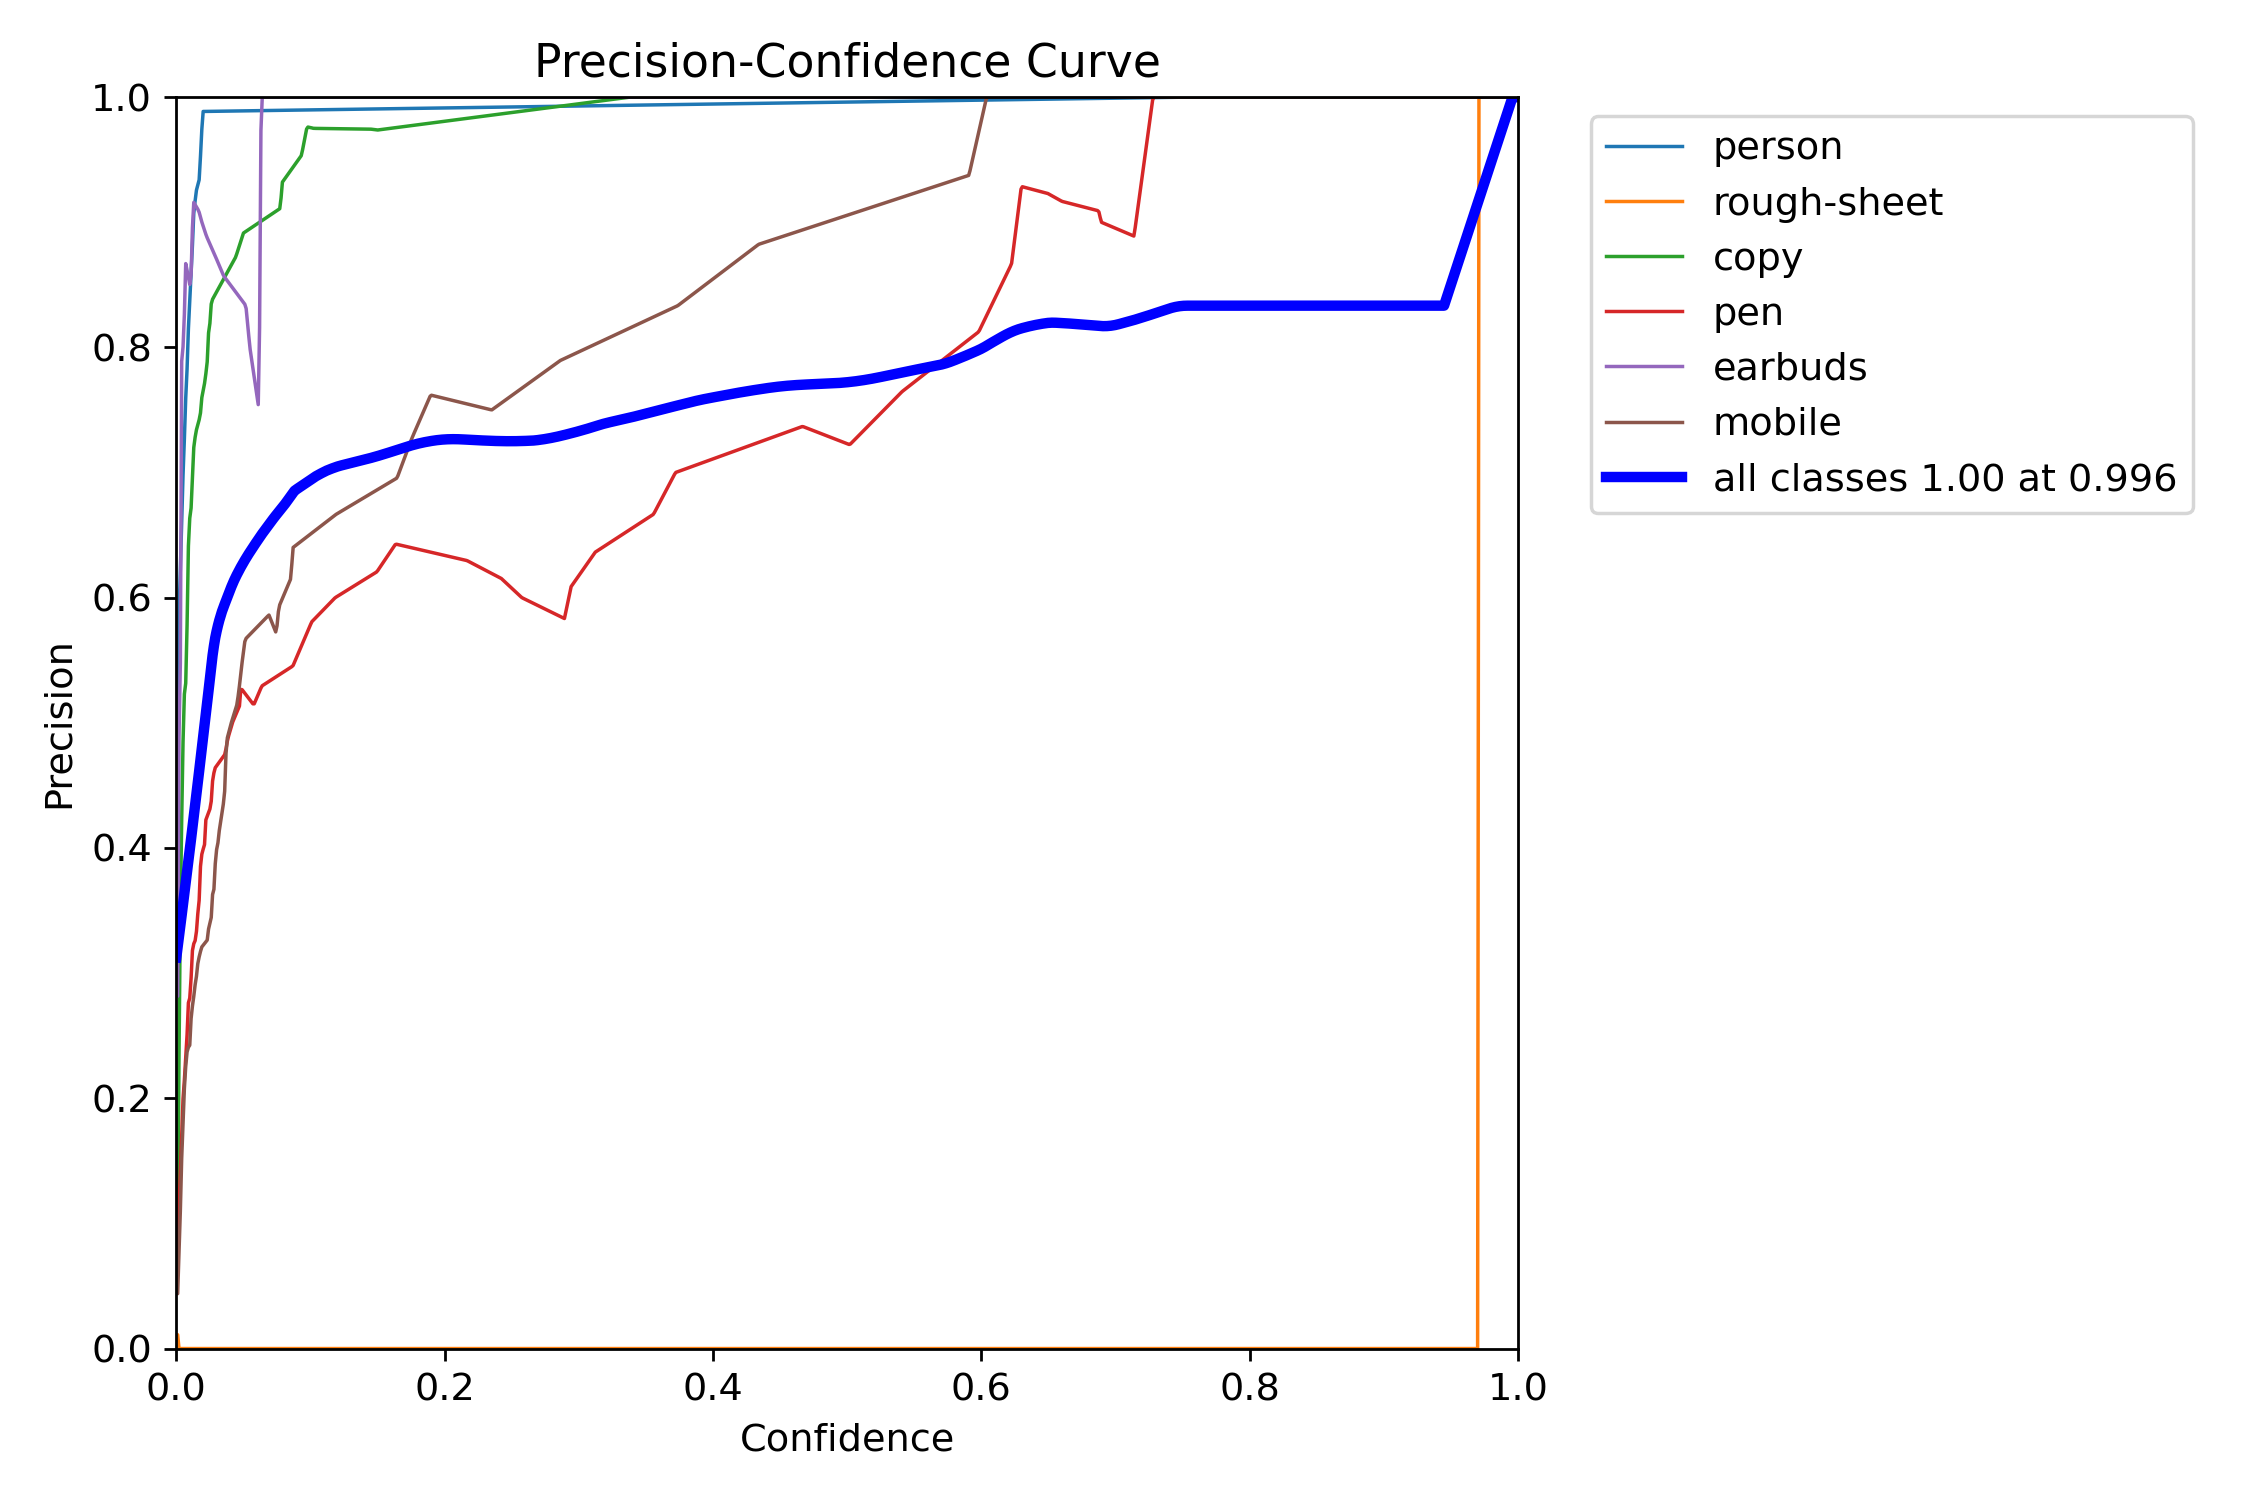 Precision-Confidence Curve
1.0
0.8
0.6
0.4
0.2
0.0
Precision
0.0 0.2 0.4 0.6 0.8 1.0
Confidence
person
rough-sheet
copy
pen
earbuds
mobile
all classes 1.00 at 0.996